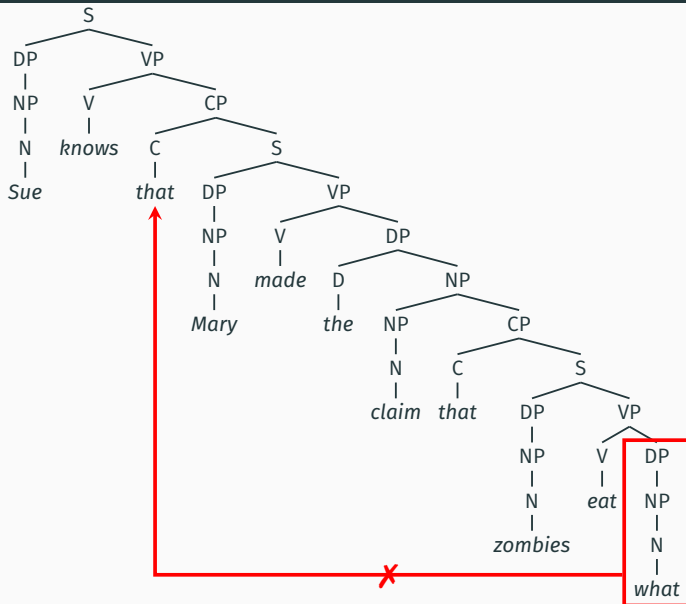 S
DP VP
NP V CP
N knows C S
Sue that DP VP
NP V DP
N made D NP
Mary the NP CP
N C S
claim that DP VP
NP V DP
N eat NP
zombies N
✗ what